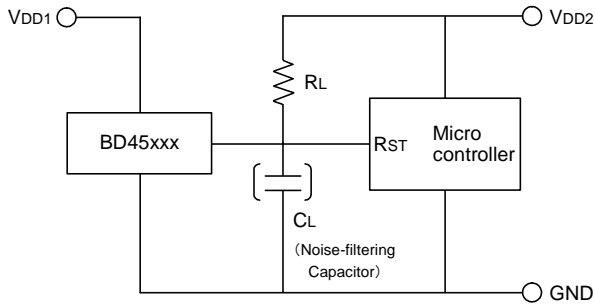 VDD1
VDD2
RL
BD45xxx
RST
Micro
controller
CL
（Noise-filtering
Capacitor）
GND